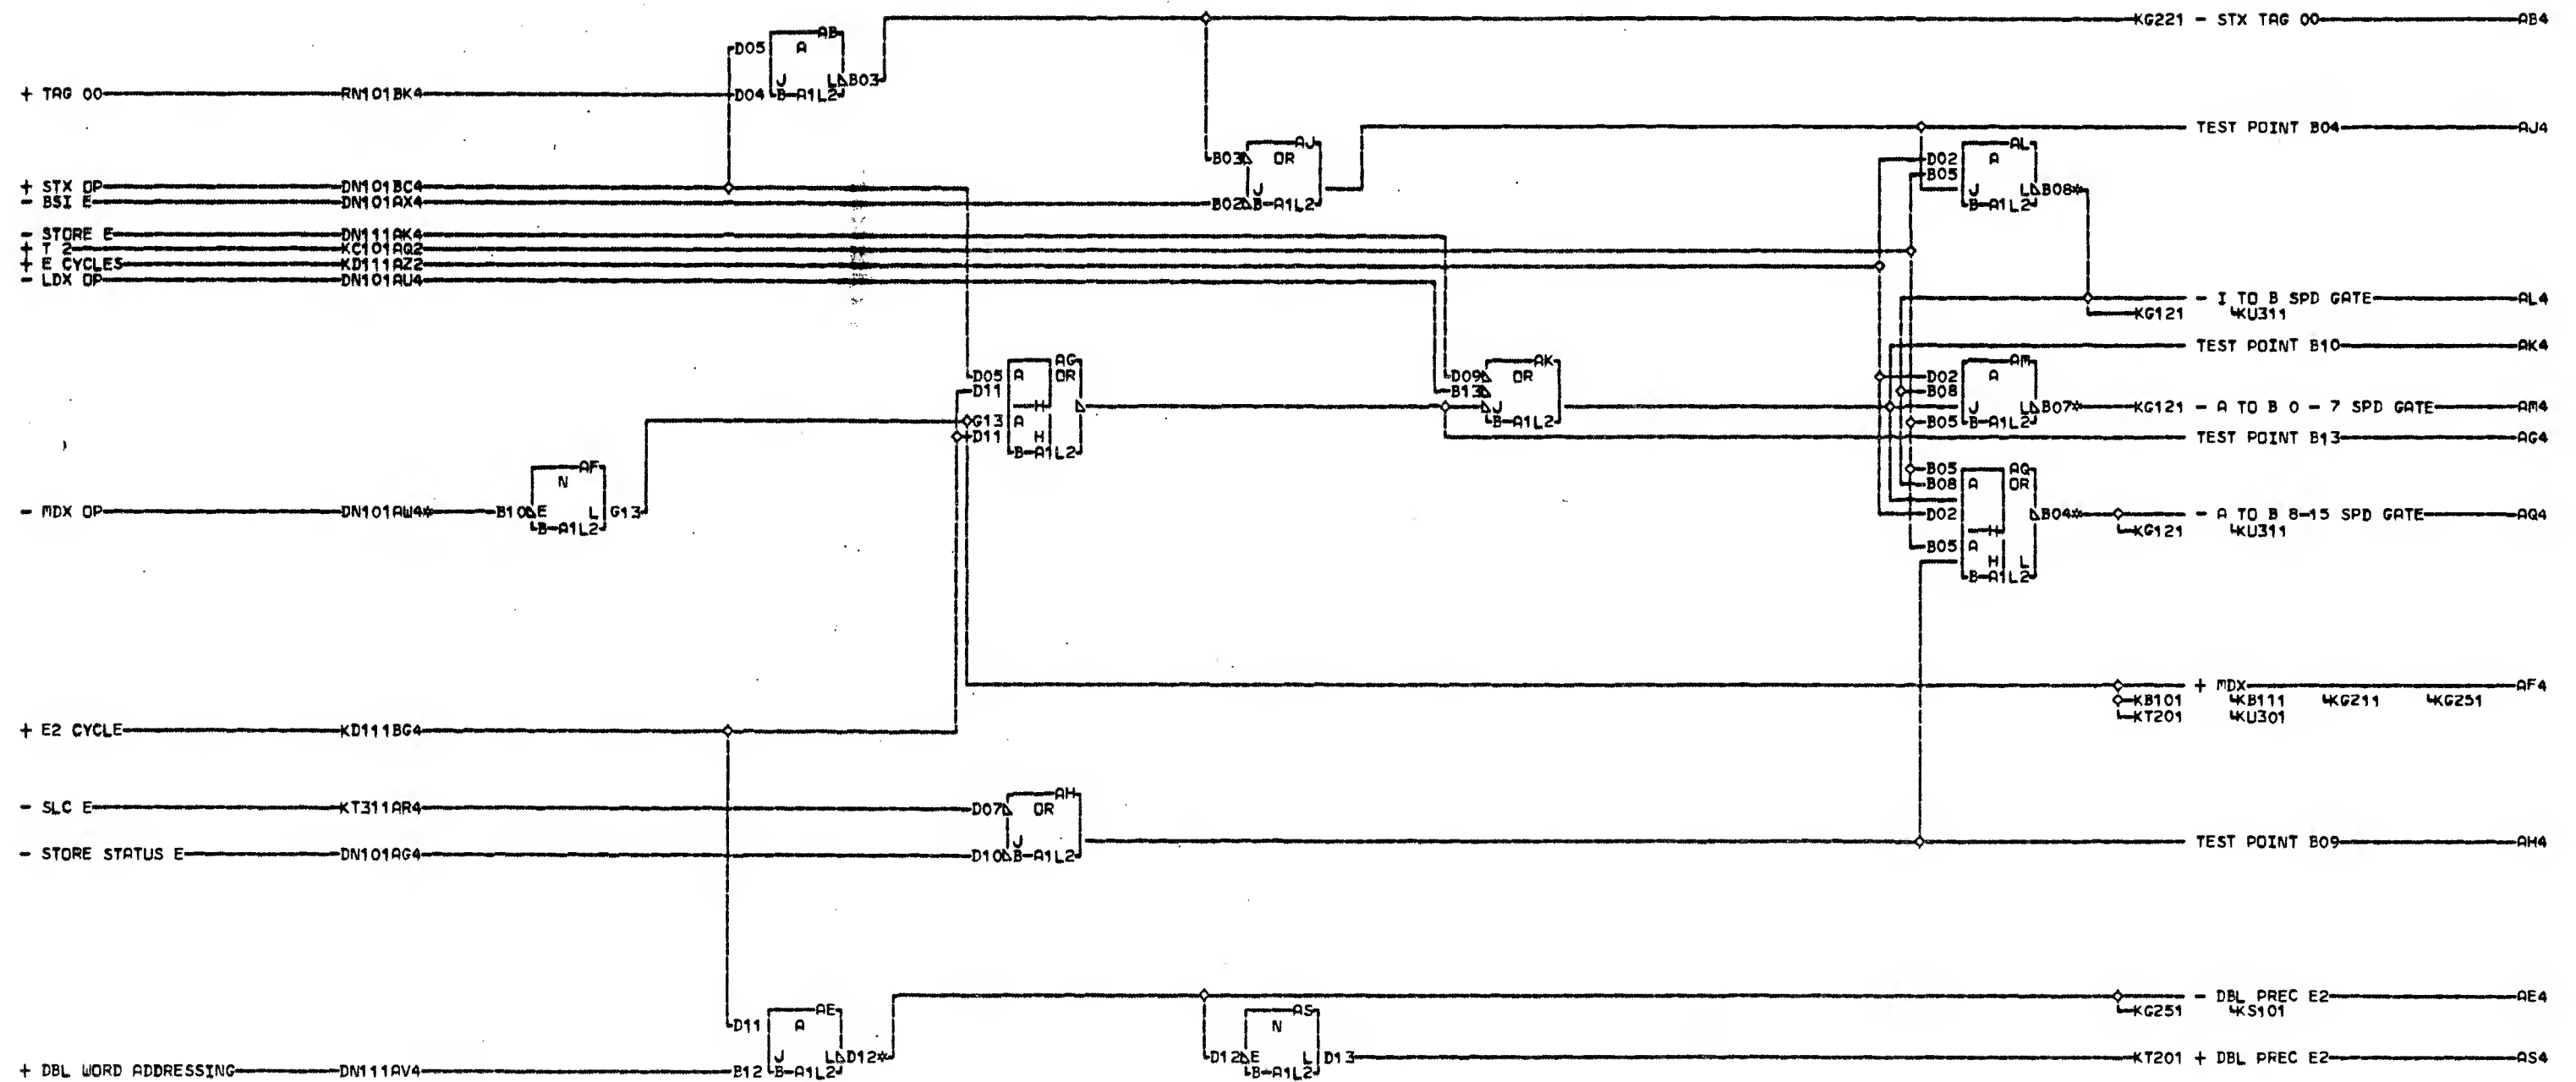 KG221 - STX TAG 00 AB4
AB
D05 A
J L B03
+ TAG 00 RN101BK4 D04 B-A1L2
TEST POINT B04 AJ4
AJ
B03 OR
J
B02 B-A1L2
AL
D02 A
B05
J L B08*
B-A1L2
+ STX OP DN101BC4
- BSI E DN101AX4
- STORE E DN111AK4
+ T 2 KC101AQ2
+ E CYCLES KD111AZ2
- LDX OP DN101AU4
- I TO B SPD GATE AL4
KG121 KU311
TEST POINT B10 AK4
AG
D05 A OR
D11
H
G13 A
D11 H
B-A1L2
AK
D09 OR
B13
J
B-A1L2
AM
D02 A
B08
J L B07* KG121 - A TO B 0 - 7 SPD GATE AM4
B05 B-A1L2
TEST POINT B13 AG4
AF
N
- MDX OP DN101AW4* B10 E L G13
B-A1L2
B05 AQ
B08 A OR
D02 B04* - A TO B 8-15 SPD GATE AQ4
H
KG121 KU311
B05 A
H L
B-A1L2
+ MDX AF4
KB101 KB111 KG211 KG251
KT201 KU301
+ E2 CYCLE KD111BG4
AH
- SLC E KT311AR4 D07 OR
J
- STORE STATUS E DN101AG4 D10 B-A1L2
TEST POINT B09 AH4
- DBL PREC E2 AE4
KG251 KS101
AE
D11 A
J L D12*
+ DBL WORD ADDRESSING DN111AV4 B12 B-A1L2
AS
N
D12 E L D13 KT201 + DBL PREC E2 AS4
B-A1L2